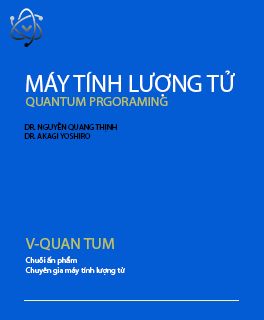 MÁY TÍNH LƯỢNG TỬ
QUANTUM PRGORAMING
DR. NGUYỄN QUANG THỊNH
DR. AKAGI YOSHIRO
V-QUAN TUM
Chuỗi ấn phẩm
Chuyên gia máy tính lượng tử